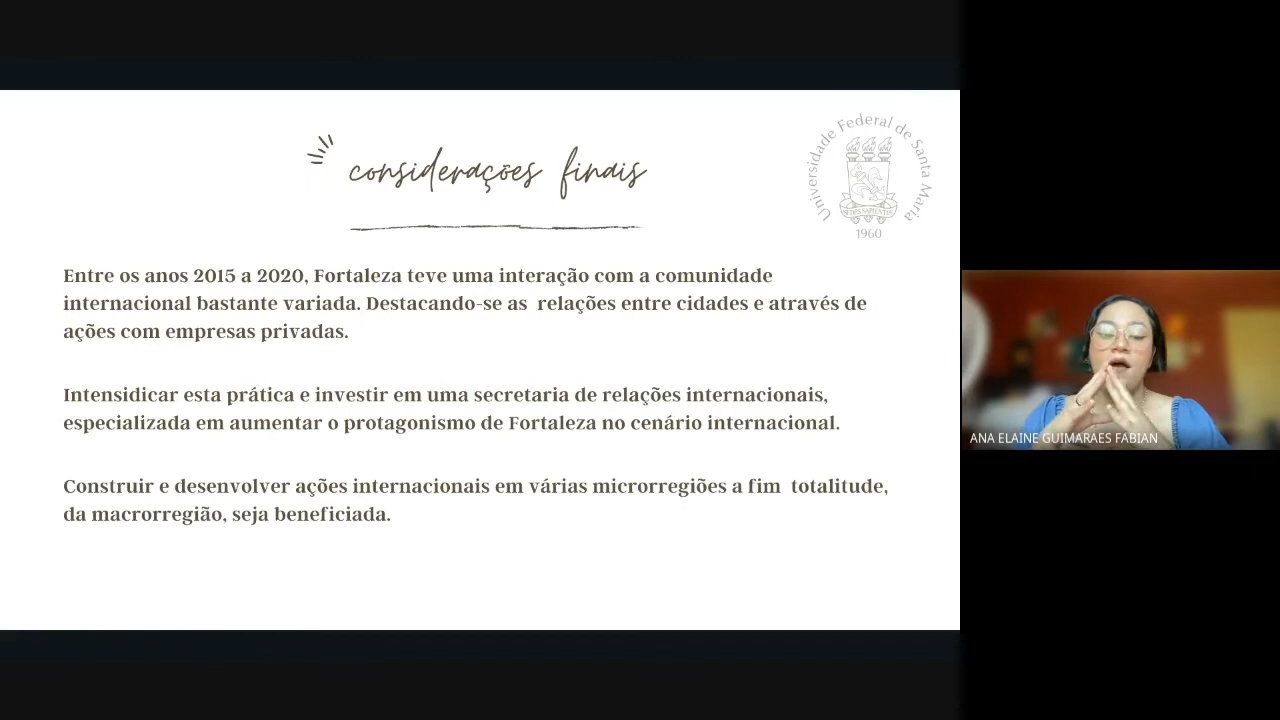 considerações finais
Universidade Federal de Santa Maria
SEDES SAPIENTIAE
1960
Entre os anos 2015 a 2020, Fortaleza teve uma interação com a comunidade
internacional bastante variada. Destacando-se as relações entre cidades e através de
ações com empresas privadas.
Intensidicar esta prática e investir em uma secretaria de relações internacionais,
especializada em aumentar o protagonismo de Fortaleza no cenário internacional.
Construir e desenvolver ações internacionais em várias microrregiões a fim totalitude,
da macrorregião, seja beneficiada.
ANA ELAINE GUIMARAES FABIAN